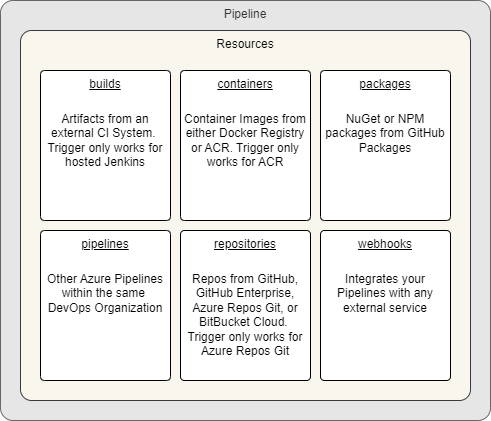 Pipeline
Resources
builds
Artifacts from an
external CI System.
Trigger only works for
hosted Jenkins
containers
Container Images from
either Docker Registry
or ACR. Trigger only
works for ACR
packages
NuGet or NPM
packages from GitHub
Packages
pipelines
Other Azure Pipelines
within the same
DevOps Organization
repositories
Repos from GitHub,
GitHub Enterprise,
Azure Repos Git, or
BitBucket Cloud.
Trigger only works for
Azure Repos Git
webhooks
Integrates your
Pipelines with any
external service